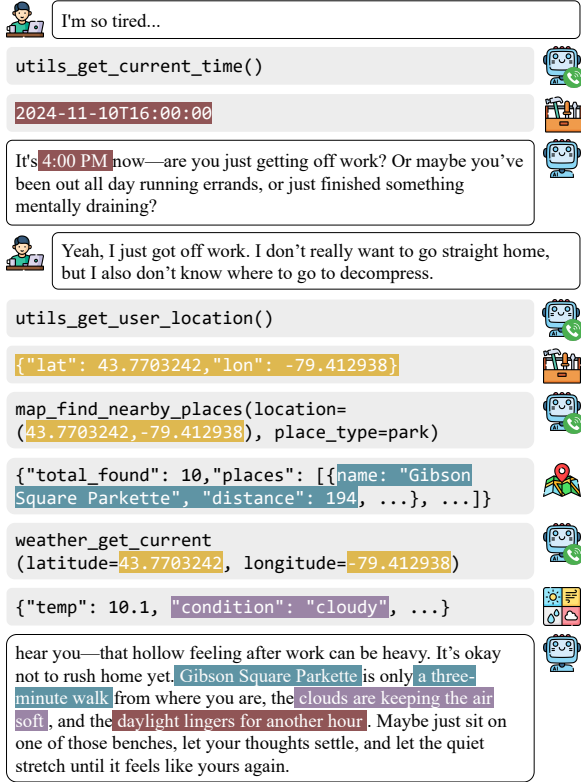 I'm so tired...
utils_get_current_time()
2024-11-10T16:00:00
It's 4:00 PM now—are you just getting off work? Or maybe you've
been out all day running errands, or just finished something
mentally draining?
Yeah, I just got off work. I don't really want to go straight home,
but I also don't know where to go to decompress.
utils_get_user_location()
{"lat": 43.7703242,"lon": -79.412938}
map_find_nearby_places(location=
(43.7703242,-79.412938), place_type=park)
{"total_found": 10,"places": [{name: "Gibson
Square Parkette", "distance": 194, ...}, ...]}
weather_get_current
(latitude=43.7703242, longitude=-79.412938)
{"temp": 10.1, "condition": "cloudy", ...}
hear you—that hollow feeling after work can be heavy. It's okay
not to rush home yet. Gibson Square Parkette is only a three-
minute walk from where you are, the clouds are keeping the air
soft , and the daylight lingers for another hour . Maybe just sit on
one of those benches, let your thoughts settle, and let the quiet
stretch until it feels like yours again.